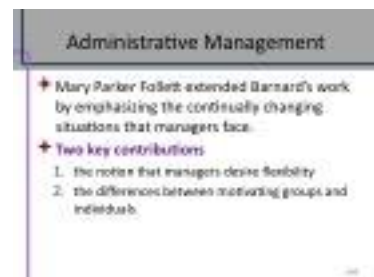 Administrative Management
Mary Parker Follett extended Barnard's work
by emphasizing the continually changing
situations that managers face.
Two key contributions
1. the notion that managers desire flexibility
2. the differences between motivating groups and
individuals